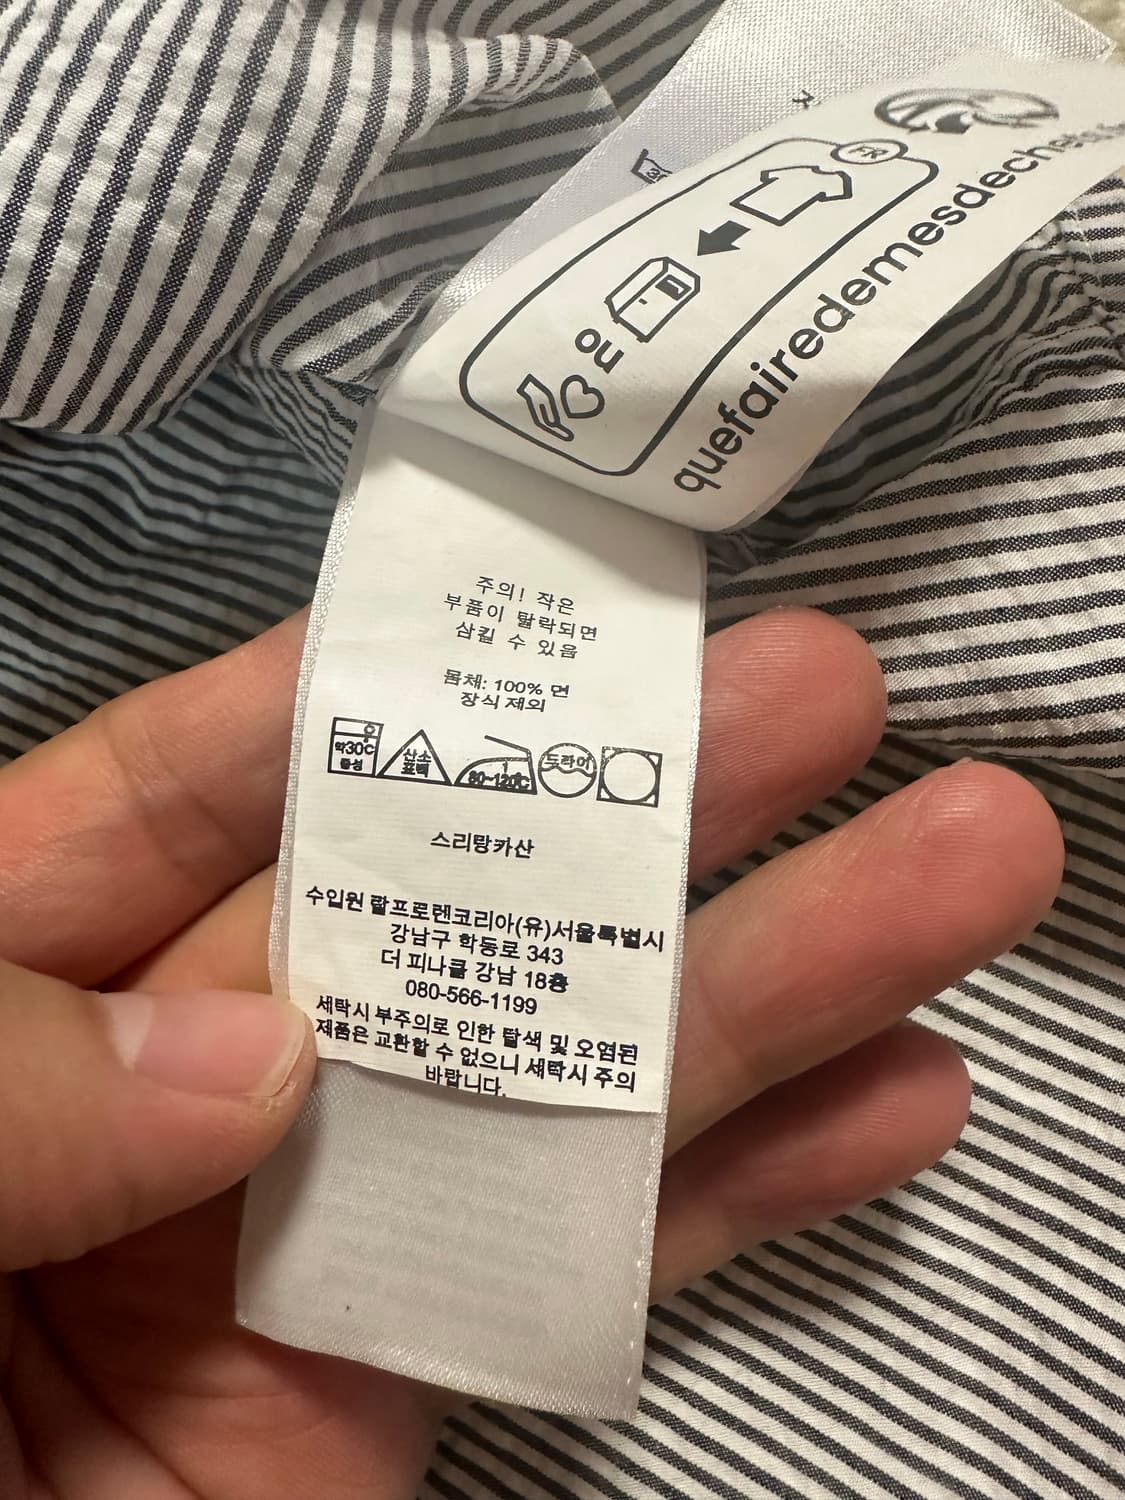 FR
quefairedemesdechets
주의! 작은
부품이 탈락되면
삼킬 수 있음
몸체: 100% 면
장식 제외
약30℃
중성
산소
표백
1
80~120℃
드라이
스리랑카산
수입원 랄프로렌코리아(유)서울특별시
강남구 학동로 343
더 피나클 강남 18층
080-566-1199
세탁시 부주의로 인한 탈색 및 오염된
제품은 교환할 수 없으니 세탁시 주의
바랍니다.